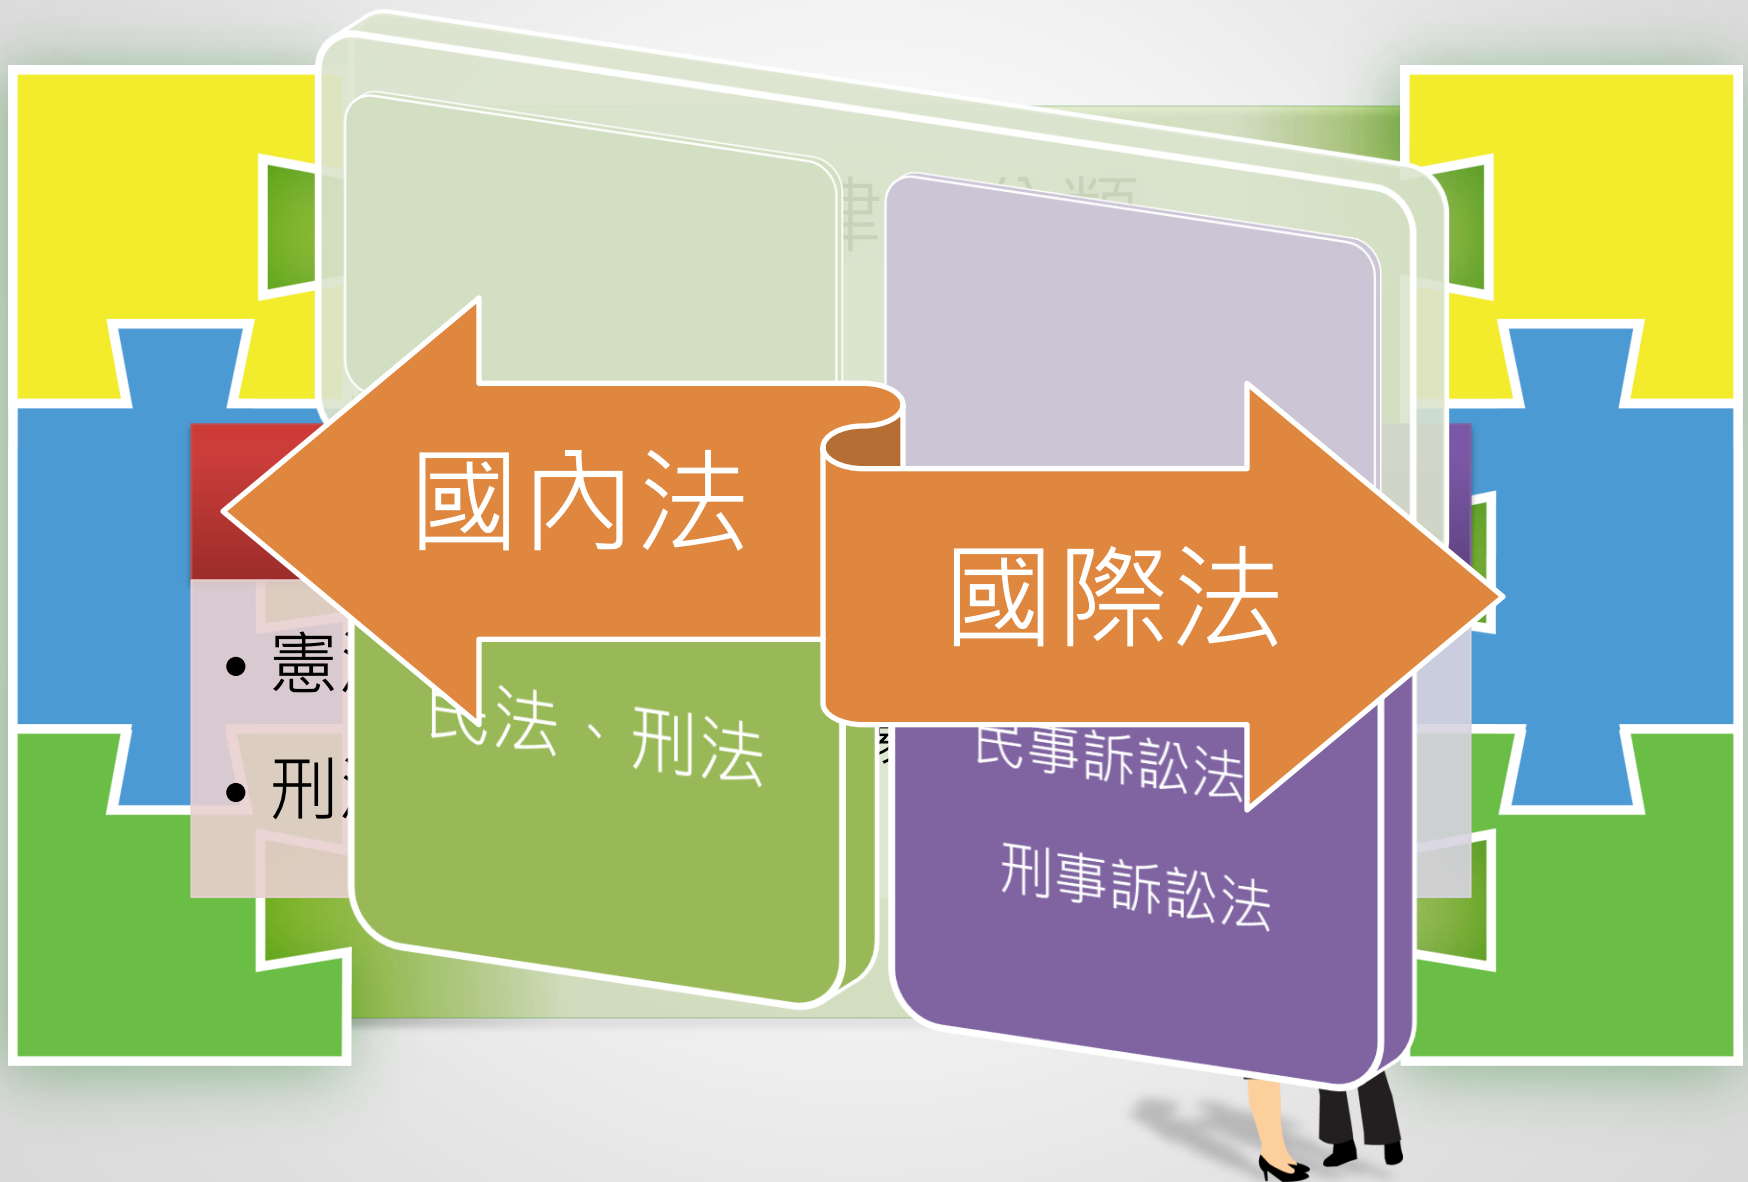 類
國內法
國際法
• 憲
民法、刑法
民事訴訟法
• 刑
刑事訴訟法